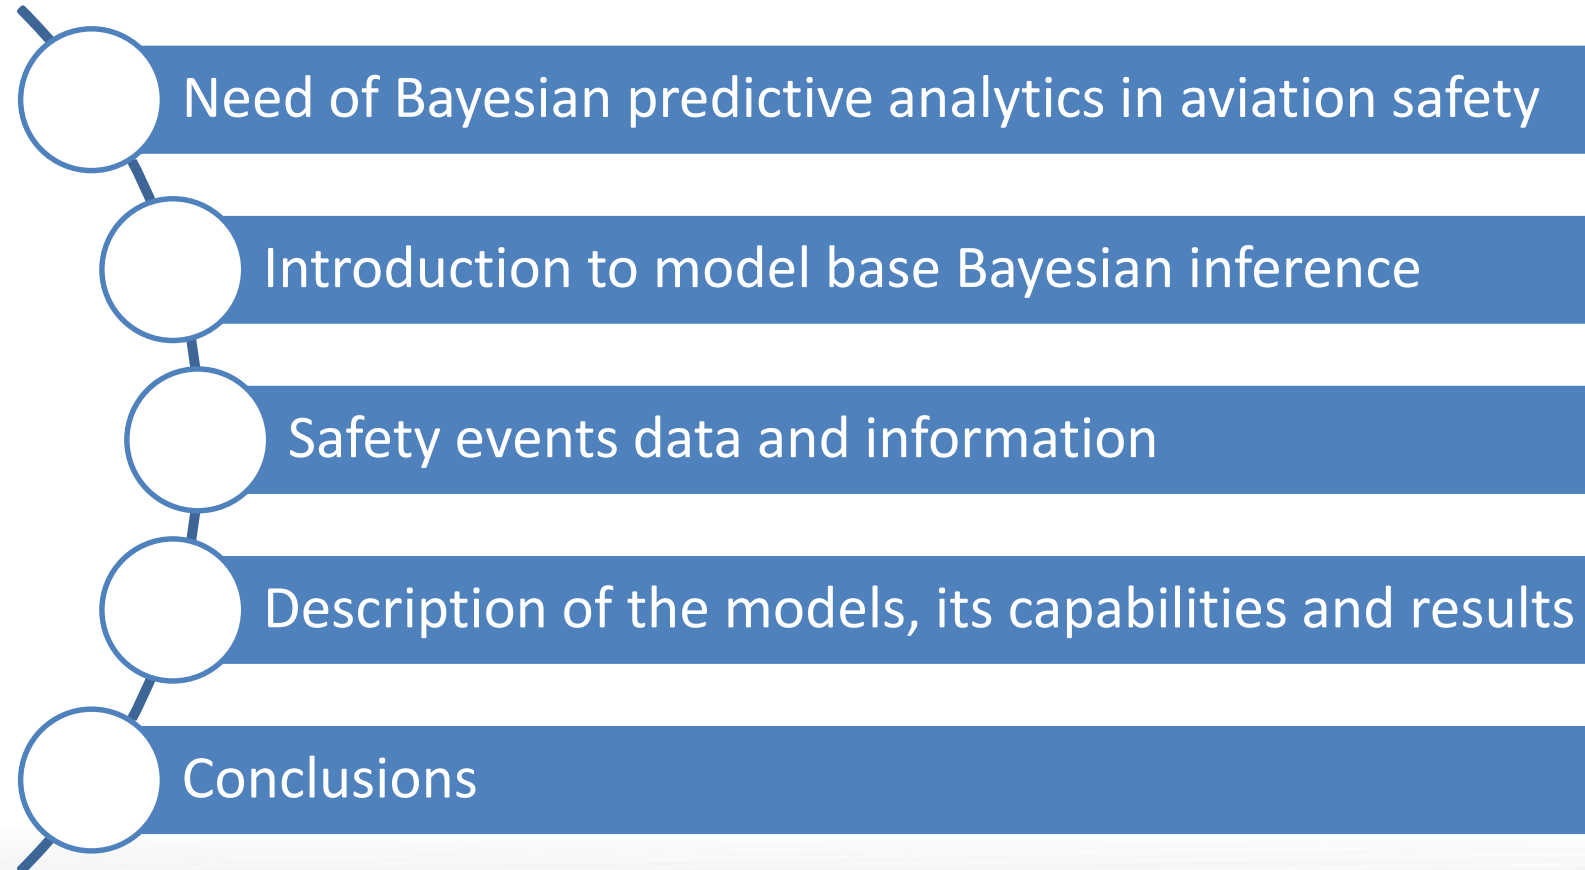 Need of Bayesian predictive analytics in aviation safety
Introduction to model base Bayesian inference
Safety events data and information
Description of the models, its capabilities and results
Conclusions